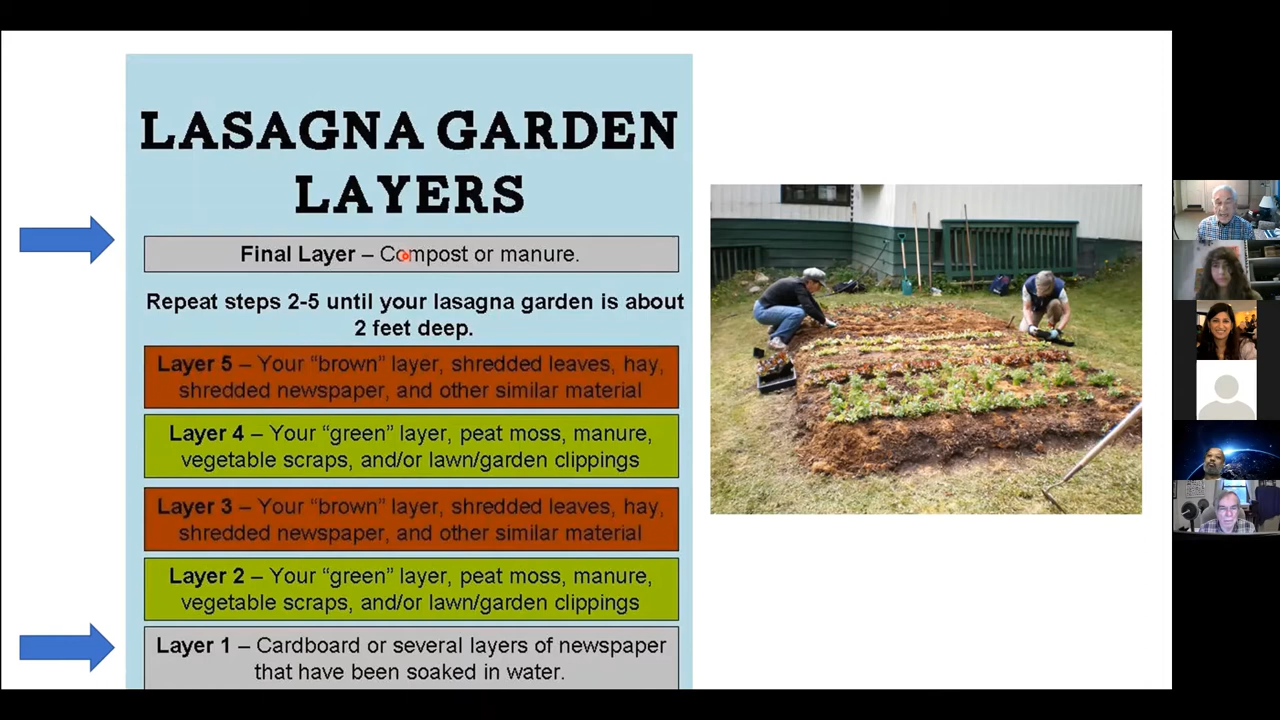 LASAGNA GARDEN
LAYERS
Final Layer – Compost or manure.
Repeat steps 2-5 until your lasagna garden is about
2 feet deep.
Layer 5 – Your “brown” layer, shredded leaves, hay,
shredded newspaper, and other similar material
Layer 4 – Your “green” layer, peat moss, manure,
vegetable scraps, and/or lawn/garden clippings
Layer 3 – Your “brown” layer, shredded leaves, hay,
shredded newspaper, and other similar material
Layer 2 – Your “green” layer, peat moss, manure,
vegetable scraps, and/or lawn/garden clippings
Layer 1 – Cardboard or several layers of newspaper
that have been soaked in water.